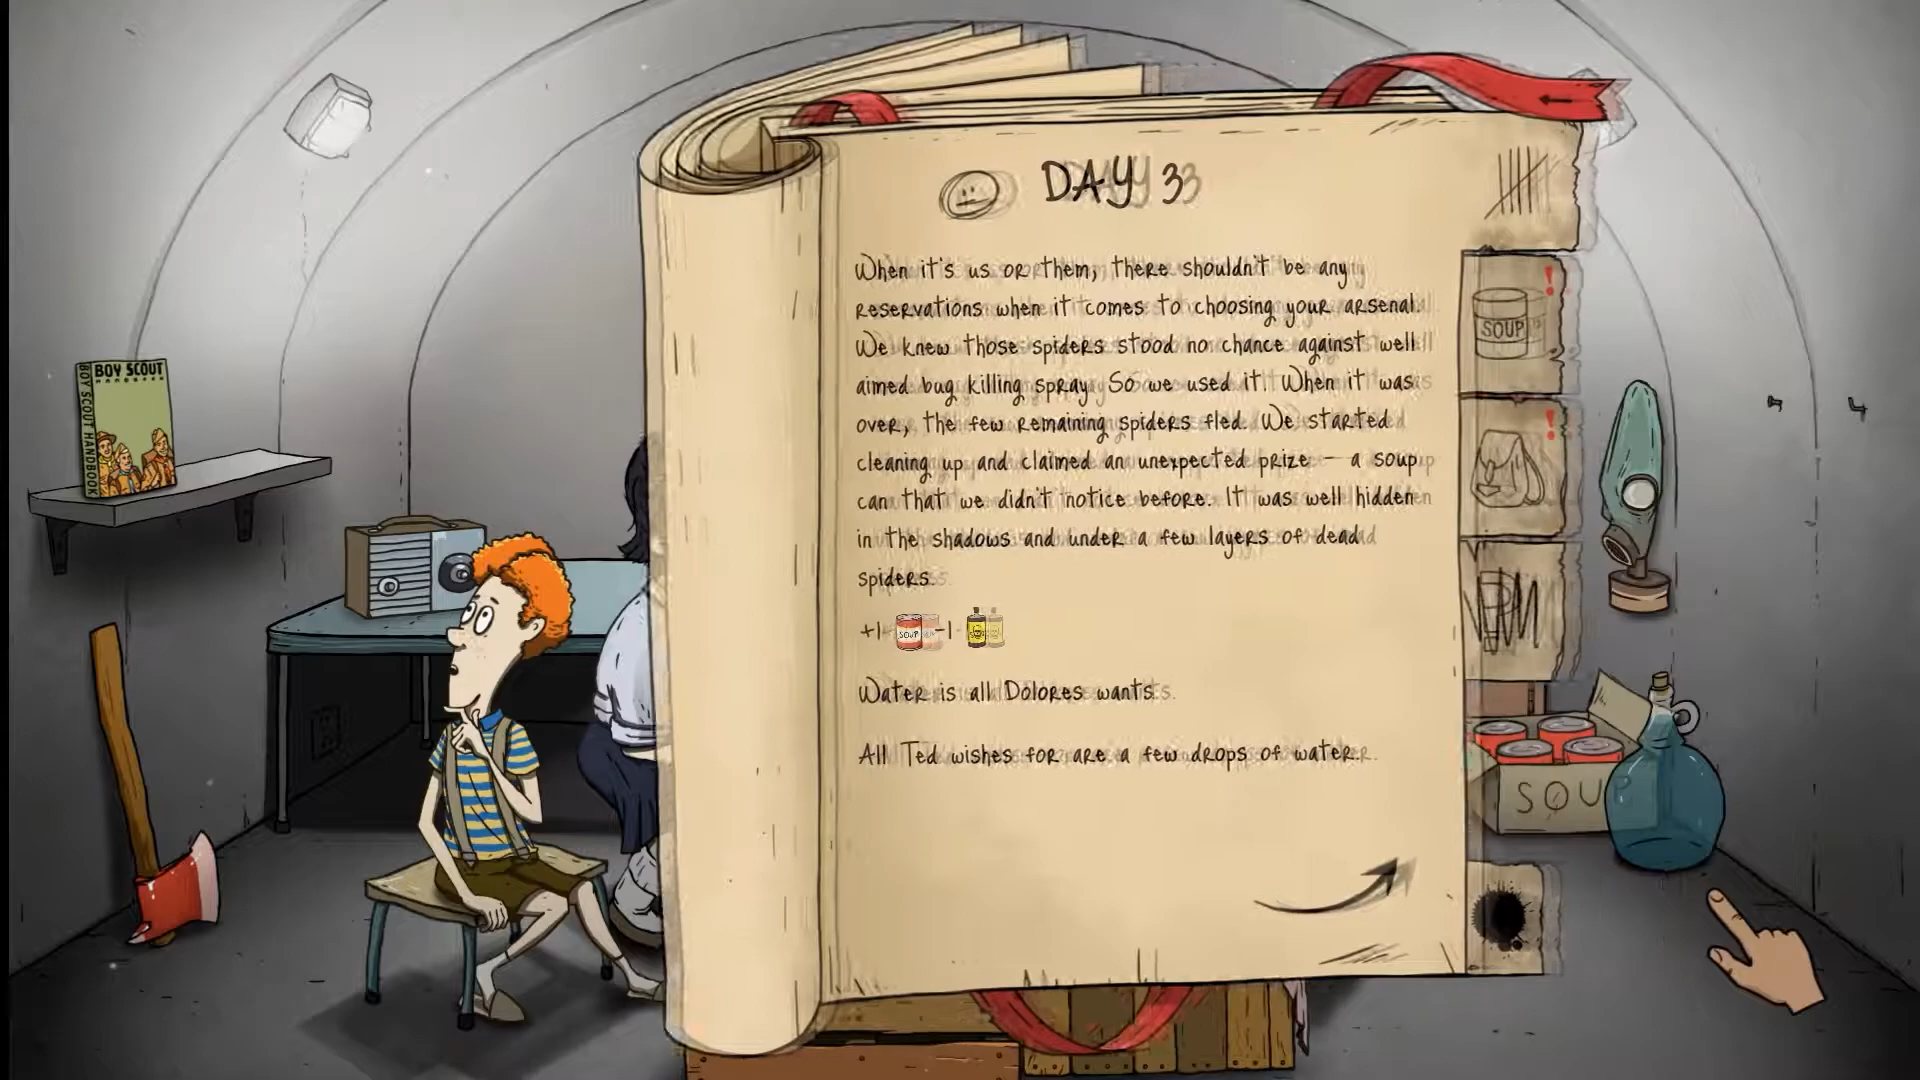 BOY SCOUT
HANDBOOK
BOY SCOUT HANDBOOK
DAY 3
When it's us or them, there shouldn't be any
reservations when it comes to choosing your arsenal.
We knew those spiders stood no chance against well
aimed bug killing spray. So we used it. When it was
over, the few remaining spiders fled. We started
cleaning up and claimed an unexpected prize – a soup
can that we didn't notice before. It was well hidden
in the shadows and under a few layers of dead
spiders.
+1 SOUP -1
Water is all Dolores wants.
All Ted wishes for are a few drops of water.
SOUP
SOUP